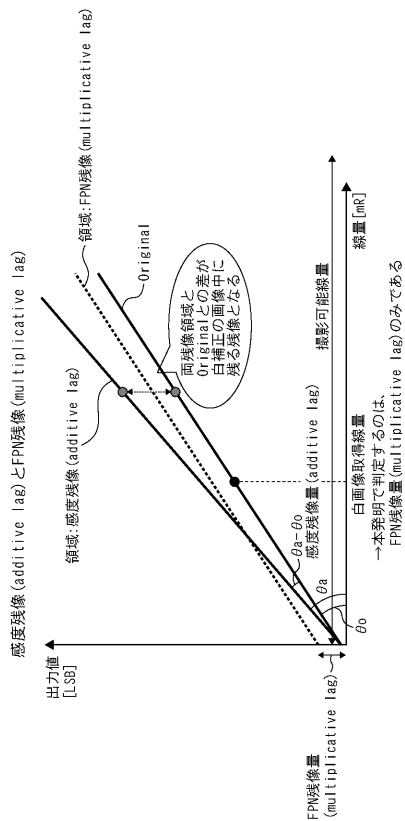 感度残像(additive lag)とFPN残像(multiplicative lag)
出力値
[LSB]
領域:感度残像(additive lag)
領域:FPN残像(multiplicative lag)
Original
両残像領域と
Originalとの差が
白補正の画像中に
残る残像となる
θa-θo
感度残像量(additive lag)
θa
θo
FPN残像量
(multiplicative lag)
撮影可能線量
線量[mR]
白画像取得線量
→本発明で判定するのは、
FPN残像量(multiplicative lag)のみである